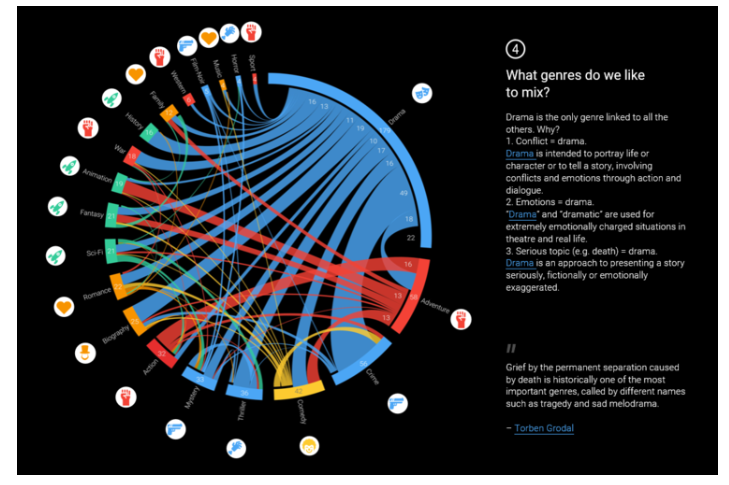 4
What genres do we like
to mix?
Drama is the only genre linked to all the
others. Why?
1. Conflict = drama.
Drama is intended to portray life or
character or to tell a story, involving
conflicts and emotions through action and
dialogue.
2. Emotions = drama.
"Drama" and "dramatic" are used for
extremely emotionally charged situations in
theatre and real life.
3. Serious topic (e.g. death) = drama.
Drama is an approach to presenting a story
seriously, fictionally or emotionally
exaggerated.
"
Grief by the permanent separation caused
by death is historically one of the most
important genres, called by different names
such as tragedy and sad melodrama.
– Torben Grodal
Sport
Horror
Music
Film-Noir
Western
Family
History
War
Animation
Fantasy
Sci-Fi
Romance
Biography
Action
Mystery
Thriller
Comedy
Crime
Adventure
Drama
16
13
11
19
10
17
16
49
18
22
16
13
58
13
18
19
21
21
22
32